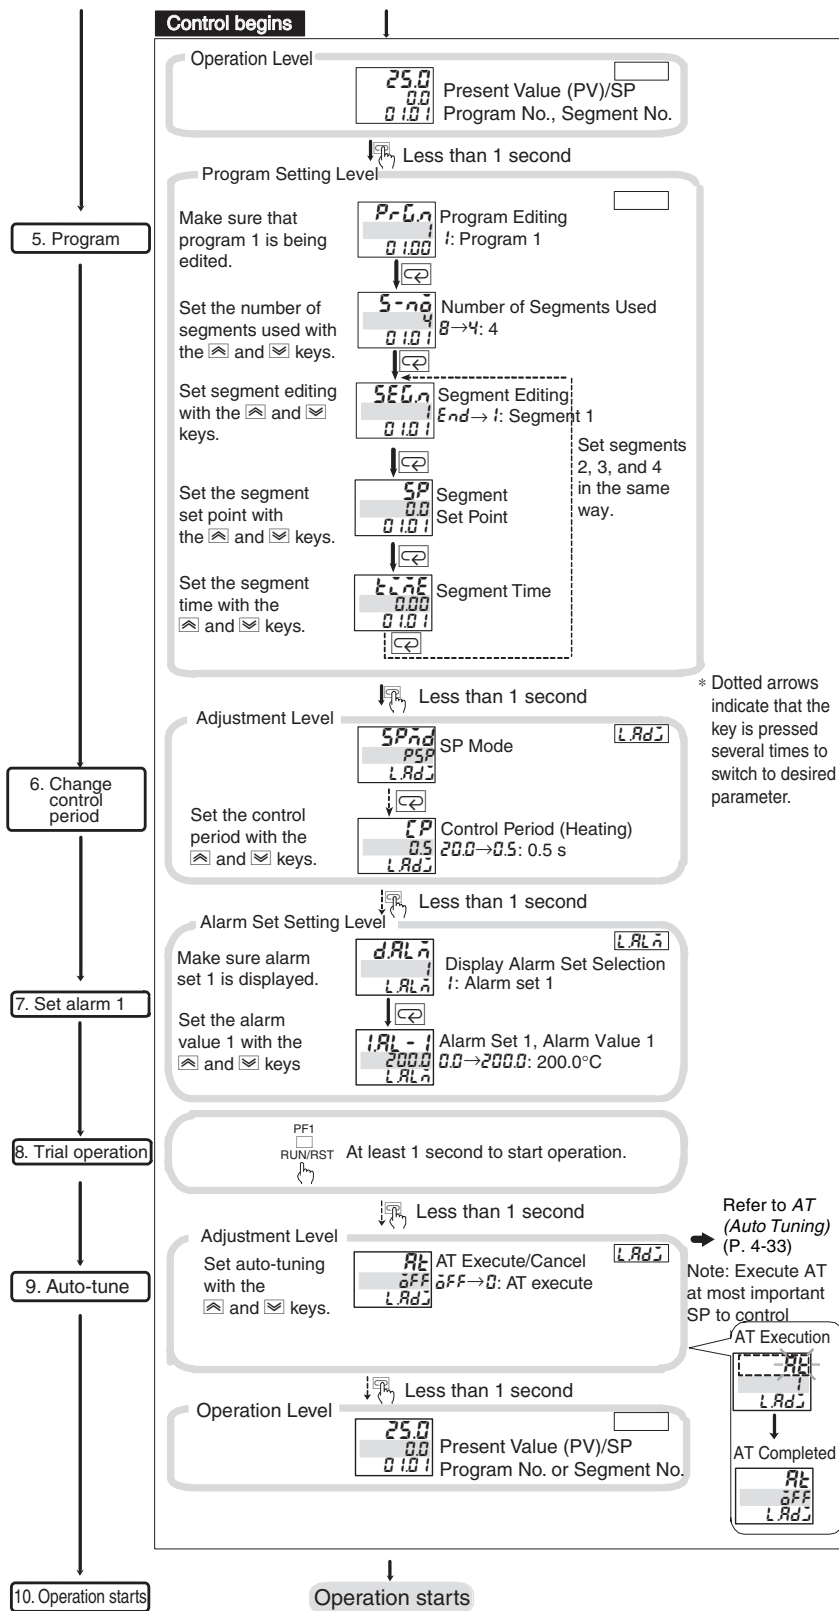 Control begins
Operation Level
25.0
0.0
01.01
Present Value (PV)/SP
Program No., Segment No.
Less than 1 second
Program Setting Level
5. Program
Make sure that
program 1 is being
edited.
PrG.n
1
01.00
Program Editing
1: Program 1
Set the number of
segments used with
the and keys.
S-no
4
01.01
Number of Segments Used
8→4: 4
Set segment editing
with the and
keys.
SEG.n
1
01.01
Segment Editing
End→1: Segment 1
Set segments
2, 3, and 4
in the same
way.
Set the segment
set point with
the and keys.
SP
0.0
01.01
Segment
Set Point
Set the segment
time with the
and keys.
timE
0.00
01.01
Segment Time
* Dotted arrows
indicate that the
key is pressed
several times to
switch to desired
parameter.
Less than 1 second
Adjustment Level
L.AdJ
6. Change
control
period
SPmd
PSP
L.AdJ
SP Mode
Set the control
period with the
and keys.
CP
0.5
L.AdJ
Control Period (Heating)
20.0→0.5: 0.5 s
Less than 1 second
Alarm Set Setting Level
L.ALm
7. Set alarm 1
Make sure alarm
set 1 is displayed.
d.ALm
1
L.ALm
Display Alarm Set Selection
1: Alarm set 1
Set the alarm
value 1 with the
and keys
1.AL-1
200.0
L.ALm
Alarm Set 1, Alarm Value 1
0.0→200.0: 200.0°C
8. Trial operation
PF1
RUN/RST
At least 1 second to start operation.
Less than 1 second
Adjustment Level
L.AdJ
9. Auto-tune
Set auto-tuning
with the
and keys.
At
oFF
L.AdJ
AT Execute/Cancel
oFF→0: AT execute
Refer to AT
(Auto Tuning)
(P. 4-33)
Note: Execute AT
at most important
SP to control
AT Execution
At
1
L.AdJ
AT Completed
At
oFF
L.AdJ
Less than 1 second
Operation Level
25.0
0.0
01.01
Present Value (PV)/SP
Program No. or Segment No.
10. Operation starts
Operation starts